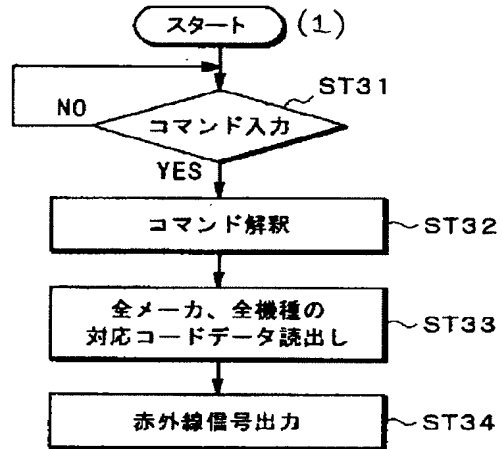 スタート (1)
ST31
NO
コマンド入力
YES
コマンド解釈 ST32
全メーカ、全機種の
対応コードデータ読出し ST33
赤外線信号出力 ST34